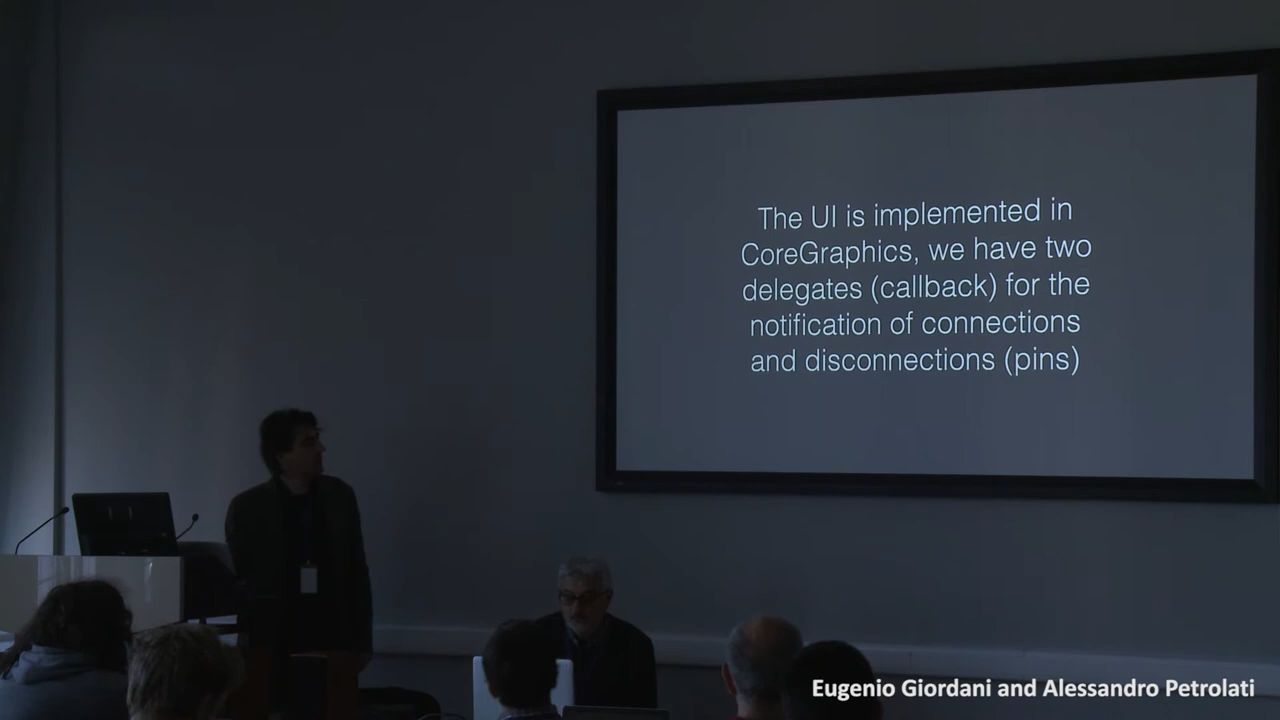 The UI is implemented in
CoreGraphics, we have two
delegates (callback) for the
notification of connections
and disconnections (pins)
Eugenio Giordani and Alessandro Petrolati